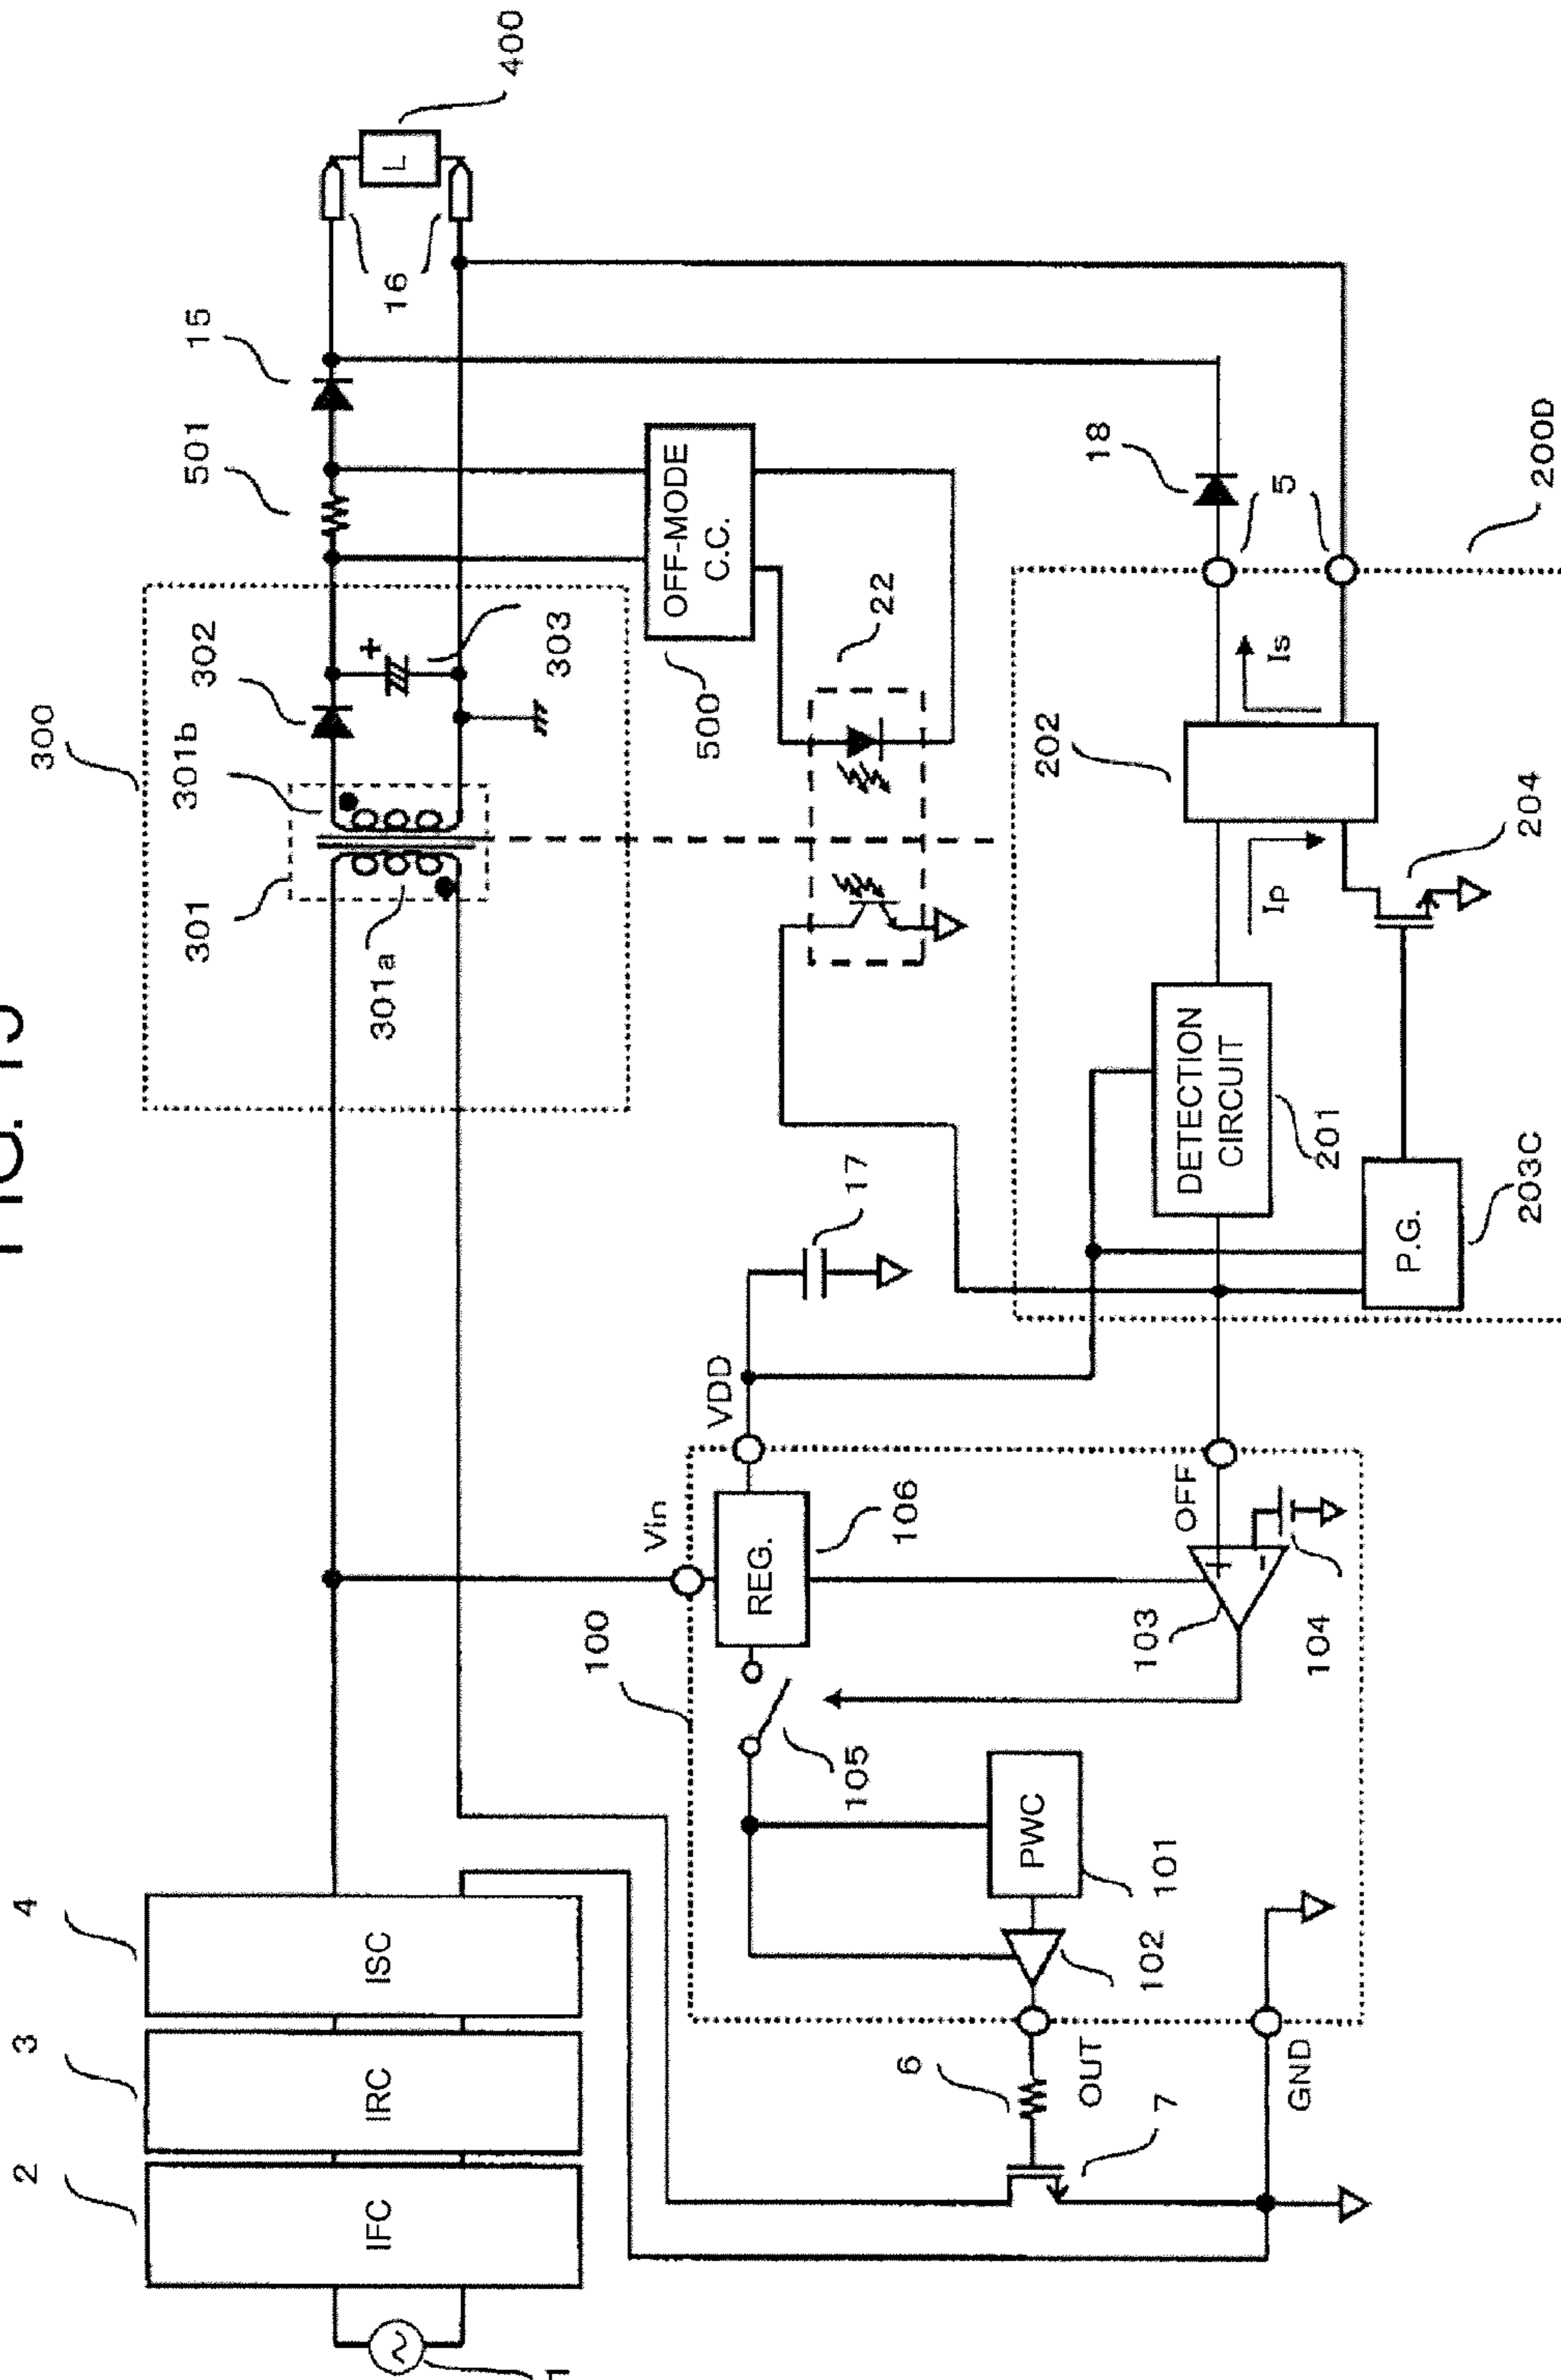 FIG.
1
2
3
4
IFC
IRC
ISC
300
301
301a
301b
302
303
501
15
16
L
400
6
OUT
7
GND
100
Vin
VDD
17
REG.
106
105
PWC
101
102
103
104
OFF
500
OFF-MODE
C.C.
22
18
5
200D
202
Is
Ip
204
DETECTION
CIRCUIT
201
P.G.
203C